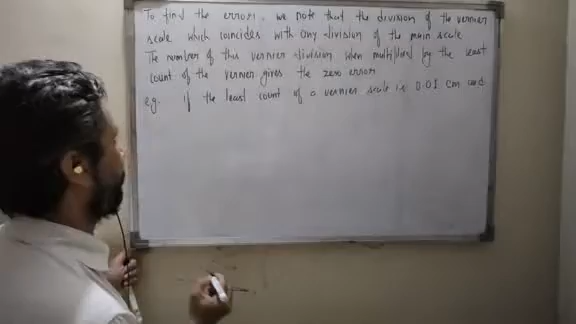 To find the error, we note that the division of the vernier
scale which coincides with any division of the main scale
The number of this vernier division when multiplied by the least
count of the vernier gives the zero error
eg. if the least count of a vernier scale is 0.01 cm and